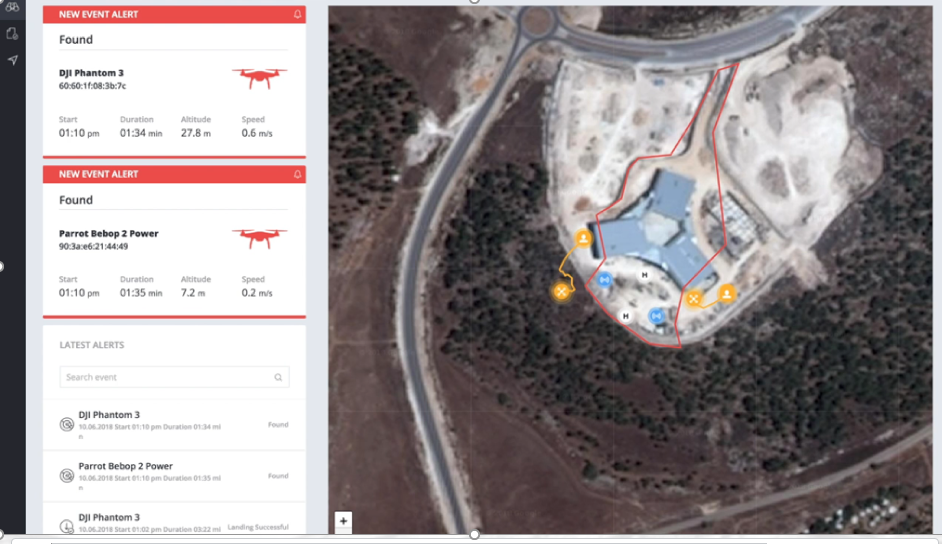 NEW EVENT ALERT
Found
DJI Phantom 3
60:60:1f:08:3b:7c
Start Duration Altitude Speed
01:10 pm 01:34 min 27.8 m 0.6 m/s
NEW EVENT ALERT
Found
Parrot Bebop 2 Power
90:3a:e6:21:44:49
Start Duration Altitude Speed
01:10 pm 01:35 min 7.2 m 0.2 m/s
LATEST ALERTS
Search event
DJI Phantom 3
10.06.2018 Start 01:10 pm Duration 01:34 mi
n
Found
Parrot Bebop 2 Power
10.06.2018 Start 01:10 pm Duration 01:35 mi
n
Found
DJI Phantom 3
10.06.2018 Start 01:02 pm Duration 03:22 mi
Landing Successful
H
H
+